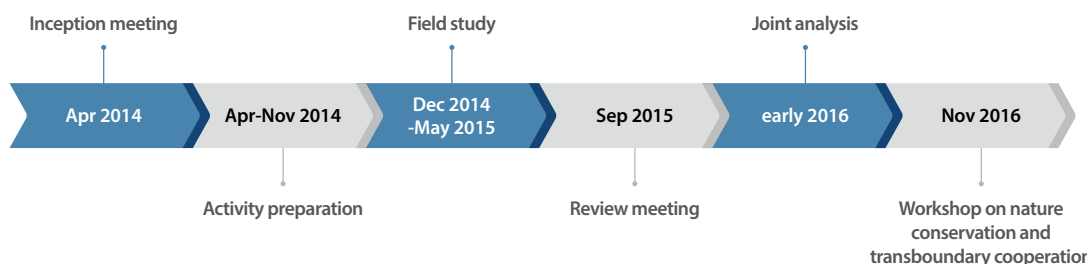 Inception meeting
Field study
Joint analysis
Apr 2014
Apr-Nov 2014
Dec 2014
-May 2015
Sep 2015
early 2016
Nov 2016
Activity preparation
Review meeting
Workshop on nature
conservation and
transboundary cooperation